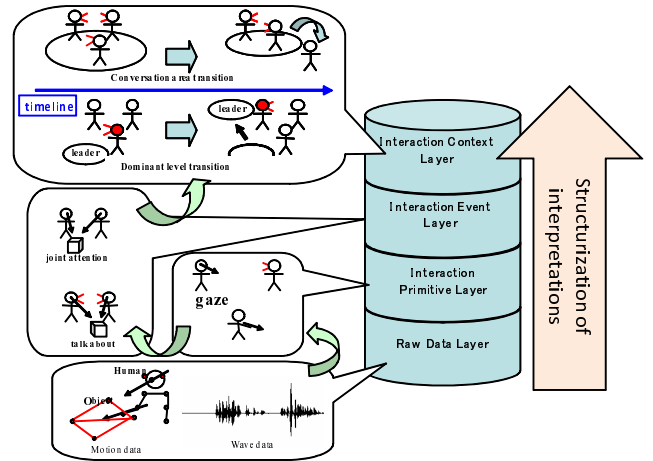 Conversation area transition
timeline
leader
leader
Dominant level transition
Interaction Context
Layer
Interaction Event
Layer
Interaction
Primitive Layer
Raw Data Layer
Structurization of
interpretations
joint attention
talk about
gaze
Human
Object
Motion data
Wave data